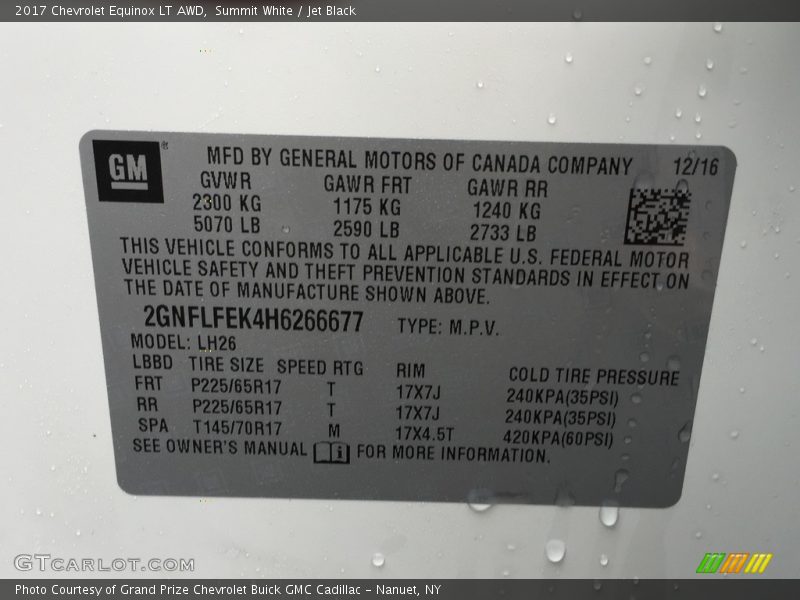 2017 Chevrolet Equinox LT AWD, Summit White / Jet Black
GM
MFD BY GENERAL MOTORS OF CANADA COMPANY 12/16
GVWR GAWR FRT GAWR RR
2300 KG 1175 KG 1240 KG
5070 LB 2590 LB 2733 LB
THIS VEHICLE CONFORMS TO ALL APPLICABLE U.S. FEDERAL MOTOR
VEHICLE SAFETY AND THEFT PREVENTION STANDARDS IN EFFECT ON
THE DATE OF MANUFACTURE SHOWN ABOVE.
2GNFLFEK4H6266677 TYPE: M.P.V.
MODEL: LH26
LBBD TIRE SIZE SPEED RTG RIM COLD TIRE PRESSURE
FRT P225/65R17 T 17X7J 240KPA(35PSI)
RR P225/65R17 T 17X7J 240KPA(35PSI)
SPA T145/70R17 M 17X4.5T 420KPA(60PSI)
SEE OWNER'S MANUAL i FOR MORE INFORMATION.
GTCARLOT.COM
Photo Courtesy of Grand Prize Chevrolet Buick GMC Cadillac – Nanuet, NY